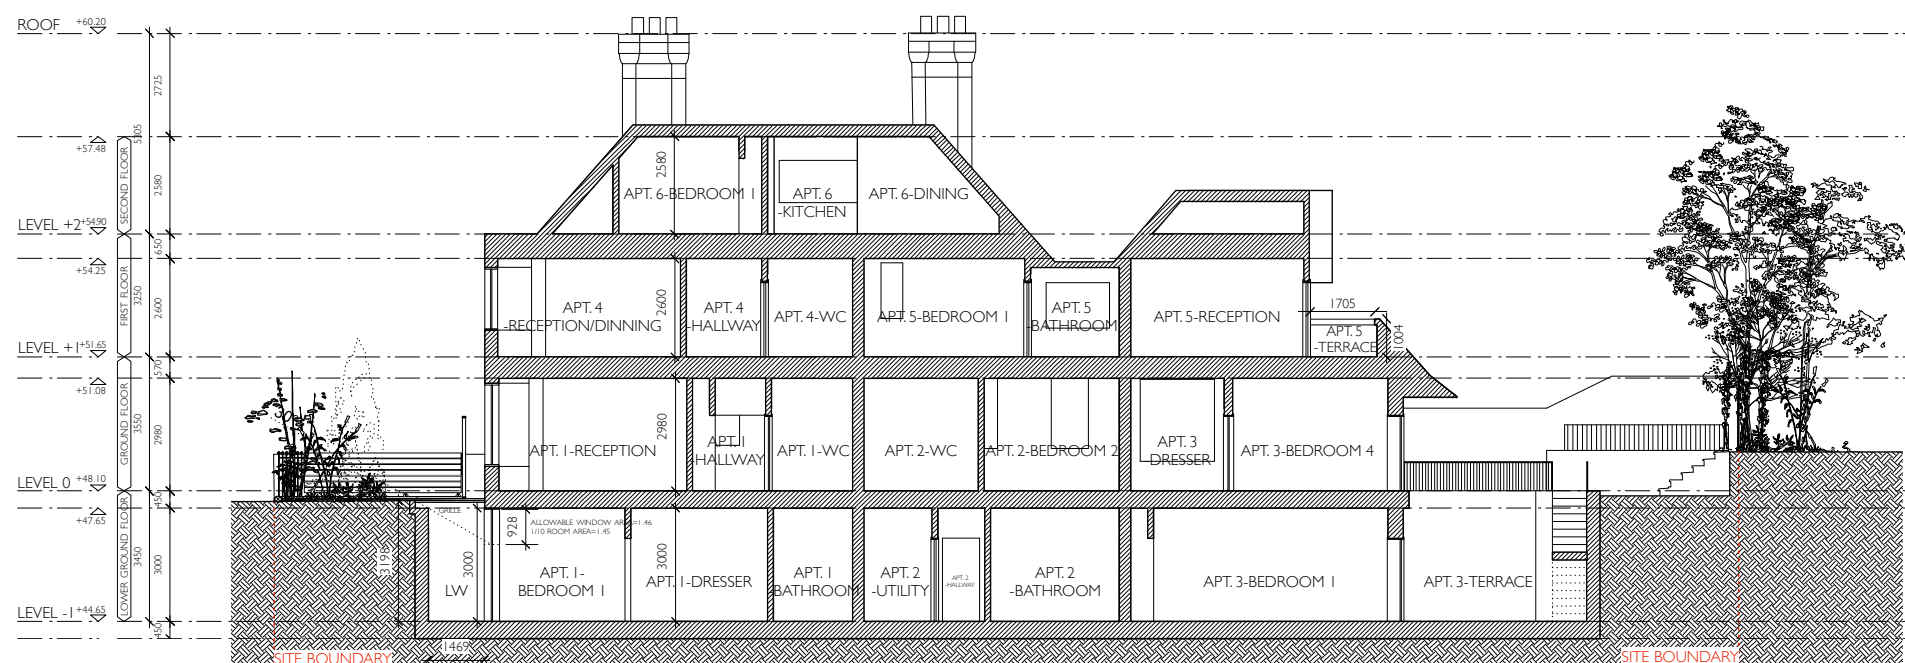 ROOF +60.20
2725
5305
+57.48
SECOND FLOOR
2580
2580
APT. 6-BEDROOM 1
APT. 6
-KITCHEN
APT. 6-DINING
LEVEL +2 +54.90
650
+54.25
FIRST FLOOR
3250
2600
2600
APT. 4
-RECEPTION/DINNING
APT. 4
-HALLWAY
APT. 4-WC
APT. 5-BEDROOM 1
APT. 5
-BATHROOM
APT. 5-RECEPTION
1705
APT. 5
-TERRACE
1004
LEVEL +1 +51.65
570
+51.08
GROUND FLOOR
3550
2980
2980
APT. 1-RECEPTION
APT. 1
-HALLWAY
APT. 1-WC
APT. 2-WC
APT. 2-BEDROOM 2
APT. 3
-DRESSER
APT. 3-BEDROOM 4
LEVEL 0 +48.10
450
+47.65
GRILLE
928
ALLOWABLE WINDOW AREA=1.46
1/10 ROOM AREA=1.45
LOWER GROUND FLOOR
3450
3000
3198
3000
3000
LW
APT. 1-
BEDROOM 1
APT. 1-DRESSER
APT. 1
-BATHROOM
APT. 2
-UTILITY
APT. 2
-HALLWAY
APT. 2
-BATHROOM
APT. 3-BEDROOM 1
APT. 3-TERRACE
LEVEL -1 +44.65
450
1469
SITE BOUNDARY
SITE BOUNDARY